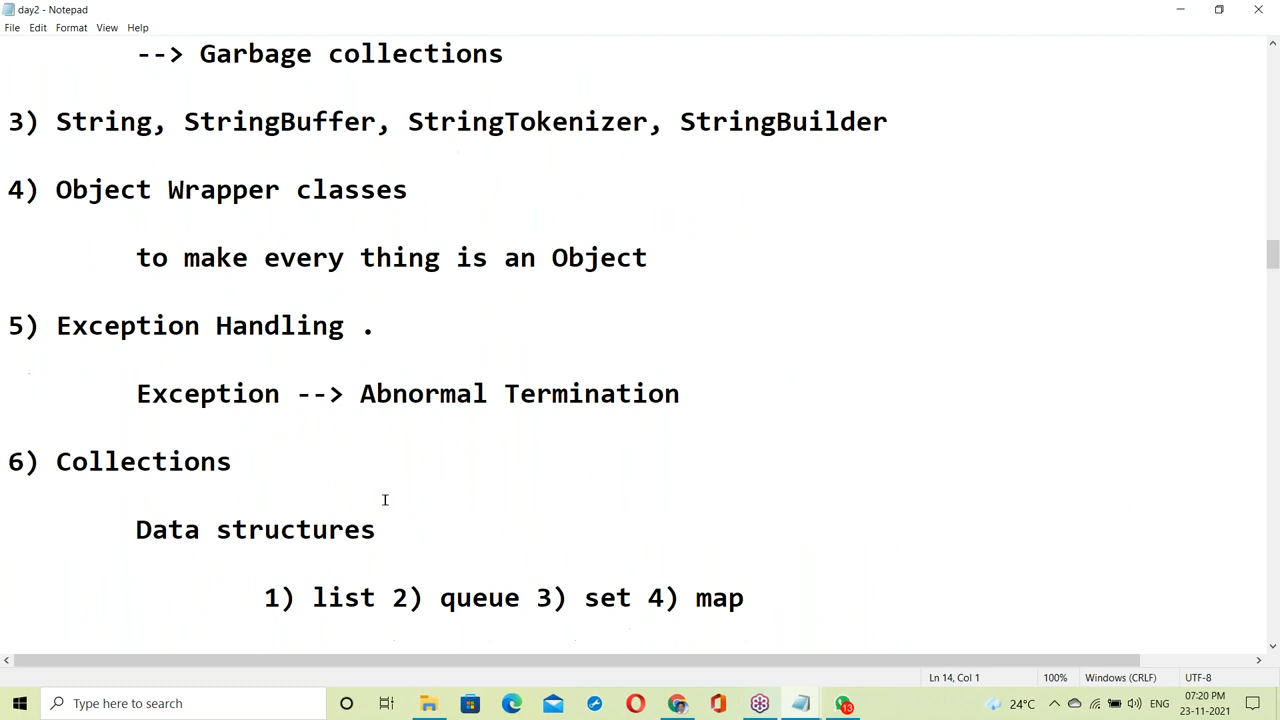 day2 - Notepad
File Edit Format View Help
--> Garbage collections
3) String, StringBuffer, StringTokenizer, StringBuilder
4) Object Wrapper classes
to make every thing is an Object
5) Exception Handling .
Exception --> Abnormal Termination
6) Collections
Data structures
1) list 2) queue 3) set 4) map
Ln 14, Col 1 100% Windows (CRLF) UTF-8
Type here to search 13 24°C ENG 07:20 PM
23-11-2021